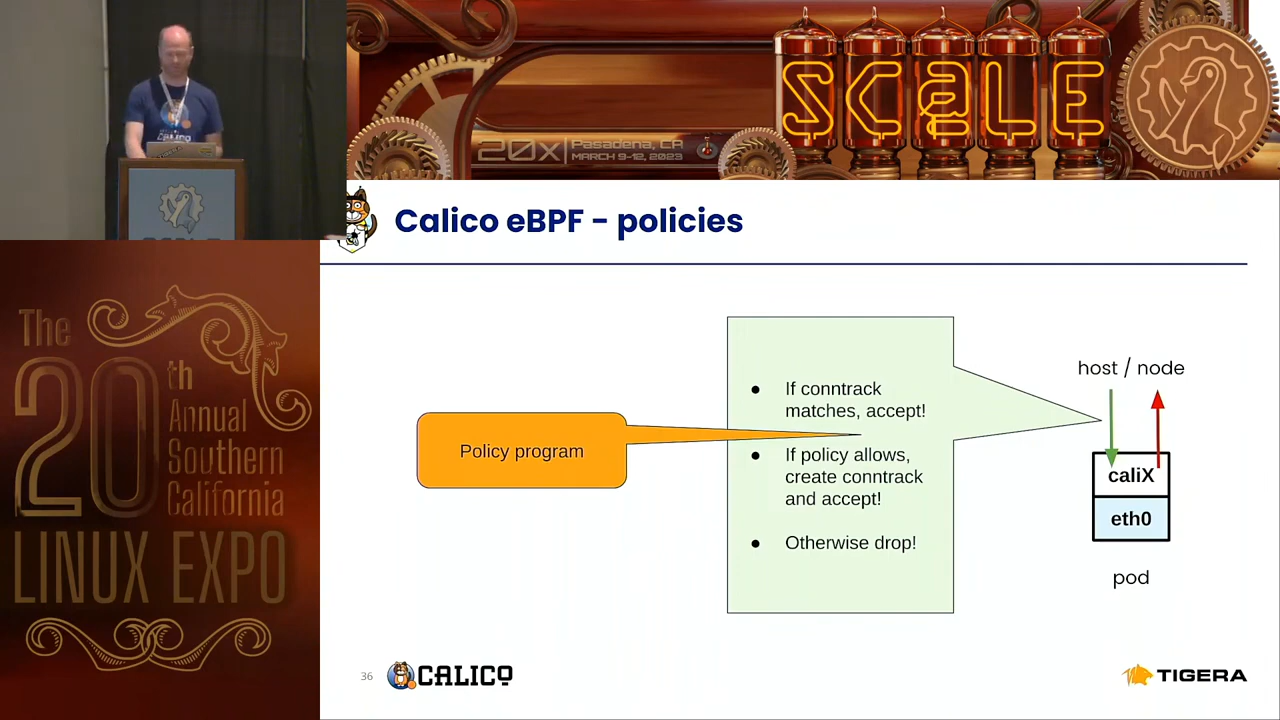 CALICO
SCaLE
20x
Pasadena, CA
MARCH 9-12, 2023
Calico eBPF - policies
The
20th
Annual
Southern
California
LINUX EXPO
Policy program
● If conntrack
matches, accept!
● If policy allows,
create conntrack
and accept!
● Otherwise drop!
host / node
caliX
eth0
pod
36
CALICO
TIGERA